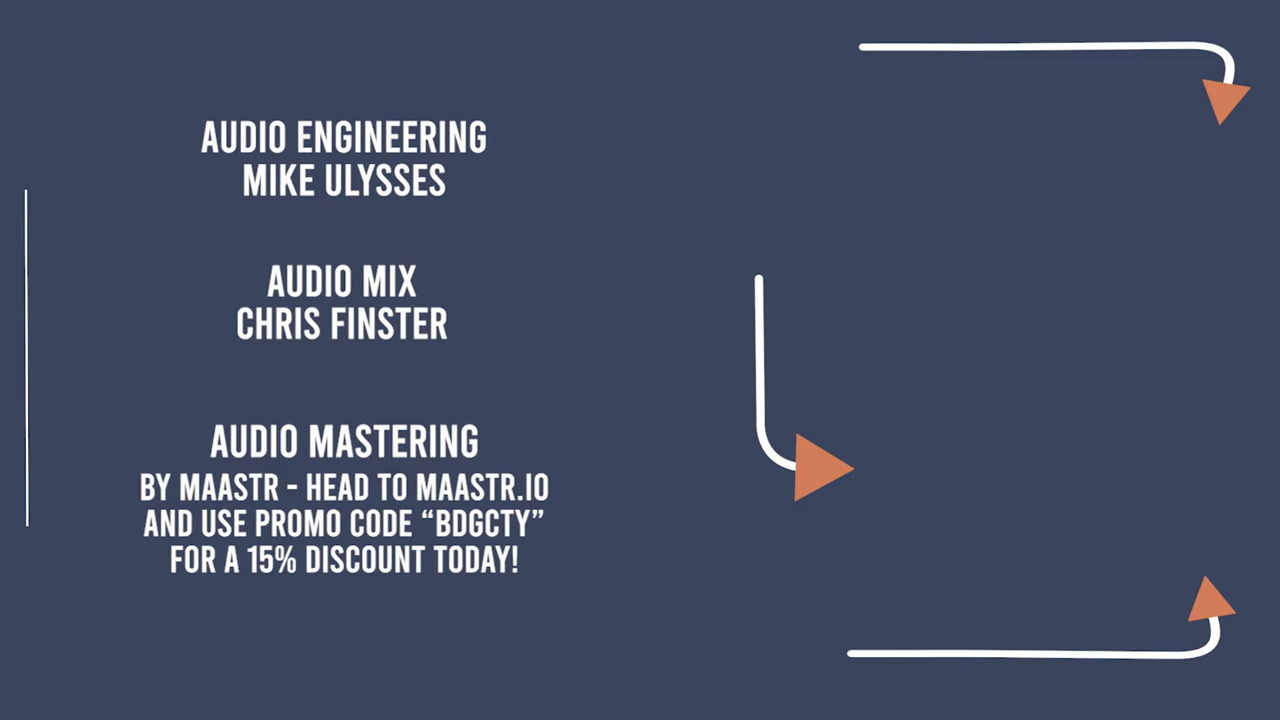 AUDIO ENGINEERING
MIKE ULYSSES
AUDIO MIX
CHRIS FINSTER
AUDIO MASTERING
BY MAASTR - HEAD TO MAASTR.IO
AND USE PROMO CODE “BDGCTY”
FOR A 15% DISCOUNT TODAY!